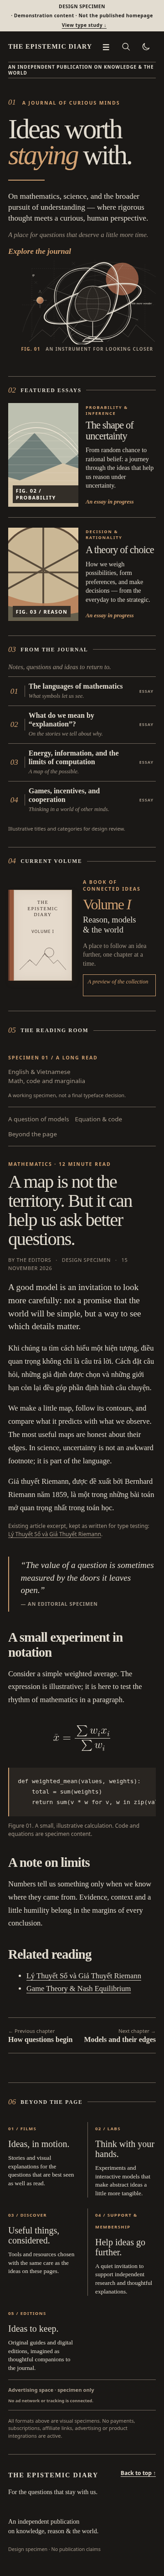 DESIGN SPECIMEN
· Demonstration content · Not the published homepage
View type study ↓
THE EPISTEMIC DIARY
AN INDEPENDENT PUBLICATION ON KNOWLEDGE & THE
WORLD
01 A JOURNAL OF CURIOUS MINDS
Ideas worth
staying with.
On mathematics, science, and the broader
pursuit of understanding — where rigorous
thought meets a curious, human perspective.
A place for questions that deserve a little more time.
Explore the journal
FIG. 01 AN INSTRUMENT FOR LOOKING CLOSER
02 FEATURED ESSAYS
FIG. 02 /
PROBABILITY
PROBABILITY &
INFERENCE
The shape of
uncertainty
From random chance to
rational belief: a journey
through the ideas that help
us reason under
uncertainty.
An essay in progress
FIG. 03 / REASON
DECISION &
RATIONALITY
A theory of choice
How we weigh
possibilities, form
preferences, and make
decisions — from the
everyday to the strategic.
An essay in progress
03 FROM THE JOURNAL
Notes, questions and ideas to return to.
01 The languages of mathematics ESSAY
What symbols let us see.
02 What do we mean by
“explanation”? ESSAY
On the stories we tell about why.
03 Energy, information, and the
limits of computation ESSAY
A map of the possible.
04 Games, incentives, and
cooperation ESSAY
Thinking in a world of other minds.
Illustrative titles and categories for design review.
04 CURRENT VOLUME
THE
EPISTEMIC
DIARY
VOLUME I
A BOOK OF
CONNECTED IDEAS
Volume I
Reason, models
& the world
A place to follow an idea
further, one chapter at a
time.
A preview of the collection
05 THE READING ROOM
SPECIMEN 01 / A LONG READ
English & Vietnamese
Math, code and marginalia
A working specimen, not a final typeface decision.
A question of models Equation & code
Beyond the page
MATHEMATICS · 12 MINUTE READ
A map is not the
territory. But it can
help us ask better
questions.
BY THE EDITORS · DESIGN SPECIMEN · 15
NOVEMBER 2026
A good model is an invitation to look
more carefully: not a promise that the
world will be simple, but a way to see
which details matter.
Khi chúng ta tìm cách hiểu một hiện tượng, điều
quan trọng không chỉ là câu trả lời. Cách đặt câu
hỏi, những giả định được chọn và những giới
hạn còn lại đều góp phần định hình câu chuyện.
We make a little map, follow its contours, and
compare its predictions with what we observe.
The most useful maps are honest about their
edges. In science, uncertainty is not an awkward
footnote; it is part of the language.
Giả thuyết Riemann, được đề xuất bởi Bernhard
Riemann năm 1859, là một trong những bài toán
mở quan trọng nhất trong toán học.
Existing article excerpt, kept as written for type testing:
Lý Thuyết Số và Giả Thuyết Riemann.
“The value of a question is sometimes
measured by the doors it leaves
open.”
— AN EDITORIAL SPECIMEN
A small experiment in
notation
Consider a simple weighted average. The
expression is illustrative; it is here to test the
rhythm of mathematics in a paragraph.
x̄ = ∑ wᵢxᵢ / ∑ wᵢ
def weighted_mean(values, weights):
total = sum(weights)
return sum(v * w for v, w in zip(va
Figure 01. A small, illustrative calculation. Code and
equations are specimen content.
A note on limits
Numbers tell us something only when we know
where they came from. Evidence, context and a
little humility belong in the margins of every
conclusion.
Related reading
• Lý Thuyết Số và Giả Thuyết Riemann
• Game Theory & Nash Equilibrium
← Previous chapter
How questions begin
Next chapter →
Models and their edges
06 BEYOND THE PAGE
01 / FILMS
Ideas, in motion.
Stories and visual
explanations for the
questions that are best seen
as well as read.
02 / LABS
Think with your
hands.
Experiments and
interactive models that
make abstract ideas a
little more tangible.
03 / DISCOVER
Useful things,
considered.
Tools and resources chosen
with the same care as the
ideas on these pages.
04 / SUPPORT &
MEMBERSHIP
Help ideas go
further.
A quiet invitation to
support independent
research and thoughtful
explanations.
05 / EDITIONS
Ideas to keep.
Original guides and digital
editions, imagined as
thoughtful companions to
the journal.
Advertising space · specimen only
No ad network or tracking is connected.
All formats above are visual specimens. No payments,
subscriptions, affiliate links, advertising or product
integrations are active.
THE EPISTEMIC DIARY
Back to top ↑
For the questions that stay with us.
An independent publication
on knowledge, reason & the world.
Design specimen · No publication claims